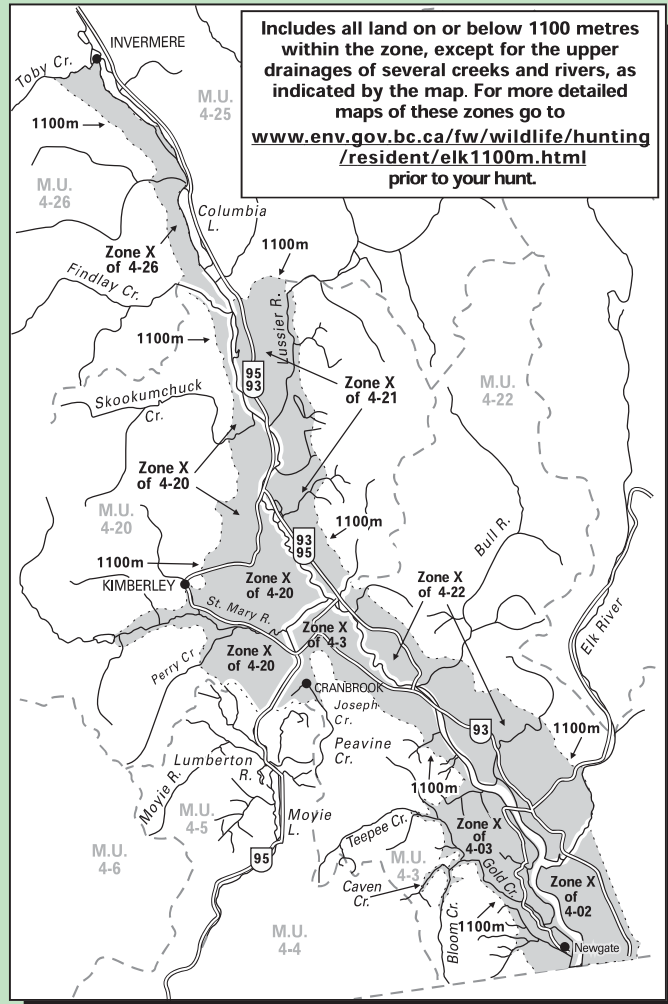 Includes all land on or below 1100 metres
within the zone, except for the upper
drainages of several creeks and rivers, as
indicated by the map. For more detailed
maps of these zones go to
www.env.gov.bc.ca/fw/wildlife/hunting
/resident/elk1100m.html
prior to your hunt.
INVERMERE
Toby Cr.
M.U.
4-25
1100m
M.U.
4-26
Columbia
L.
Zone X
of 4-26
1100m
Findlay Cr.
Lussier R.
1100m
95
93
Zone X
of 4-21
M.U.
4-22
Skookumchuck
Cr.
Zone X
of 4-20
M.U.
4-20
1100m
93
95
Bull R.
1100m
KIMBERLEY
Zone X
of 4-20
Zone X
of 4-22
St. Mary R.
Elk River
Zone X
of 4-3
Zone X
of 4-20
Perry Cr
CRANBROOK
Joseph
Cr.
93
1100m
Peavine
Cr.
Lumberton
R.
Moyie R.
1100m
M.U.
4-5
Moyie
L.
Zone X
of
4-03
Teepee Cr.
M.U.
4-6
95
M.U.
4-3
Gold Cr.
Caven
Cr.
Zone X
of
4-02
Bloom Cr.
1100m
M.U.
4-4
Newgate